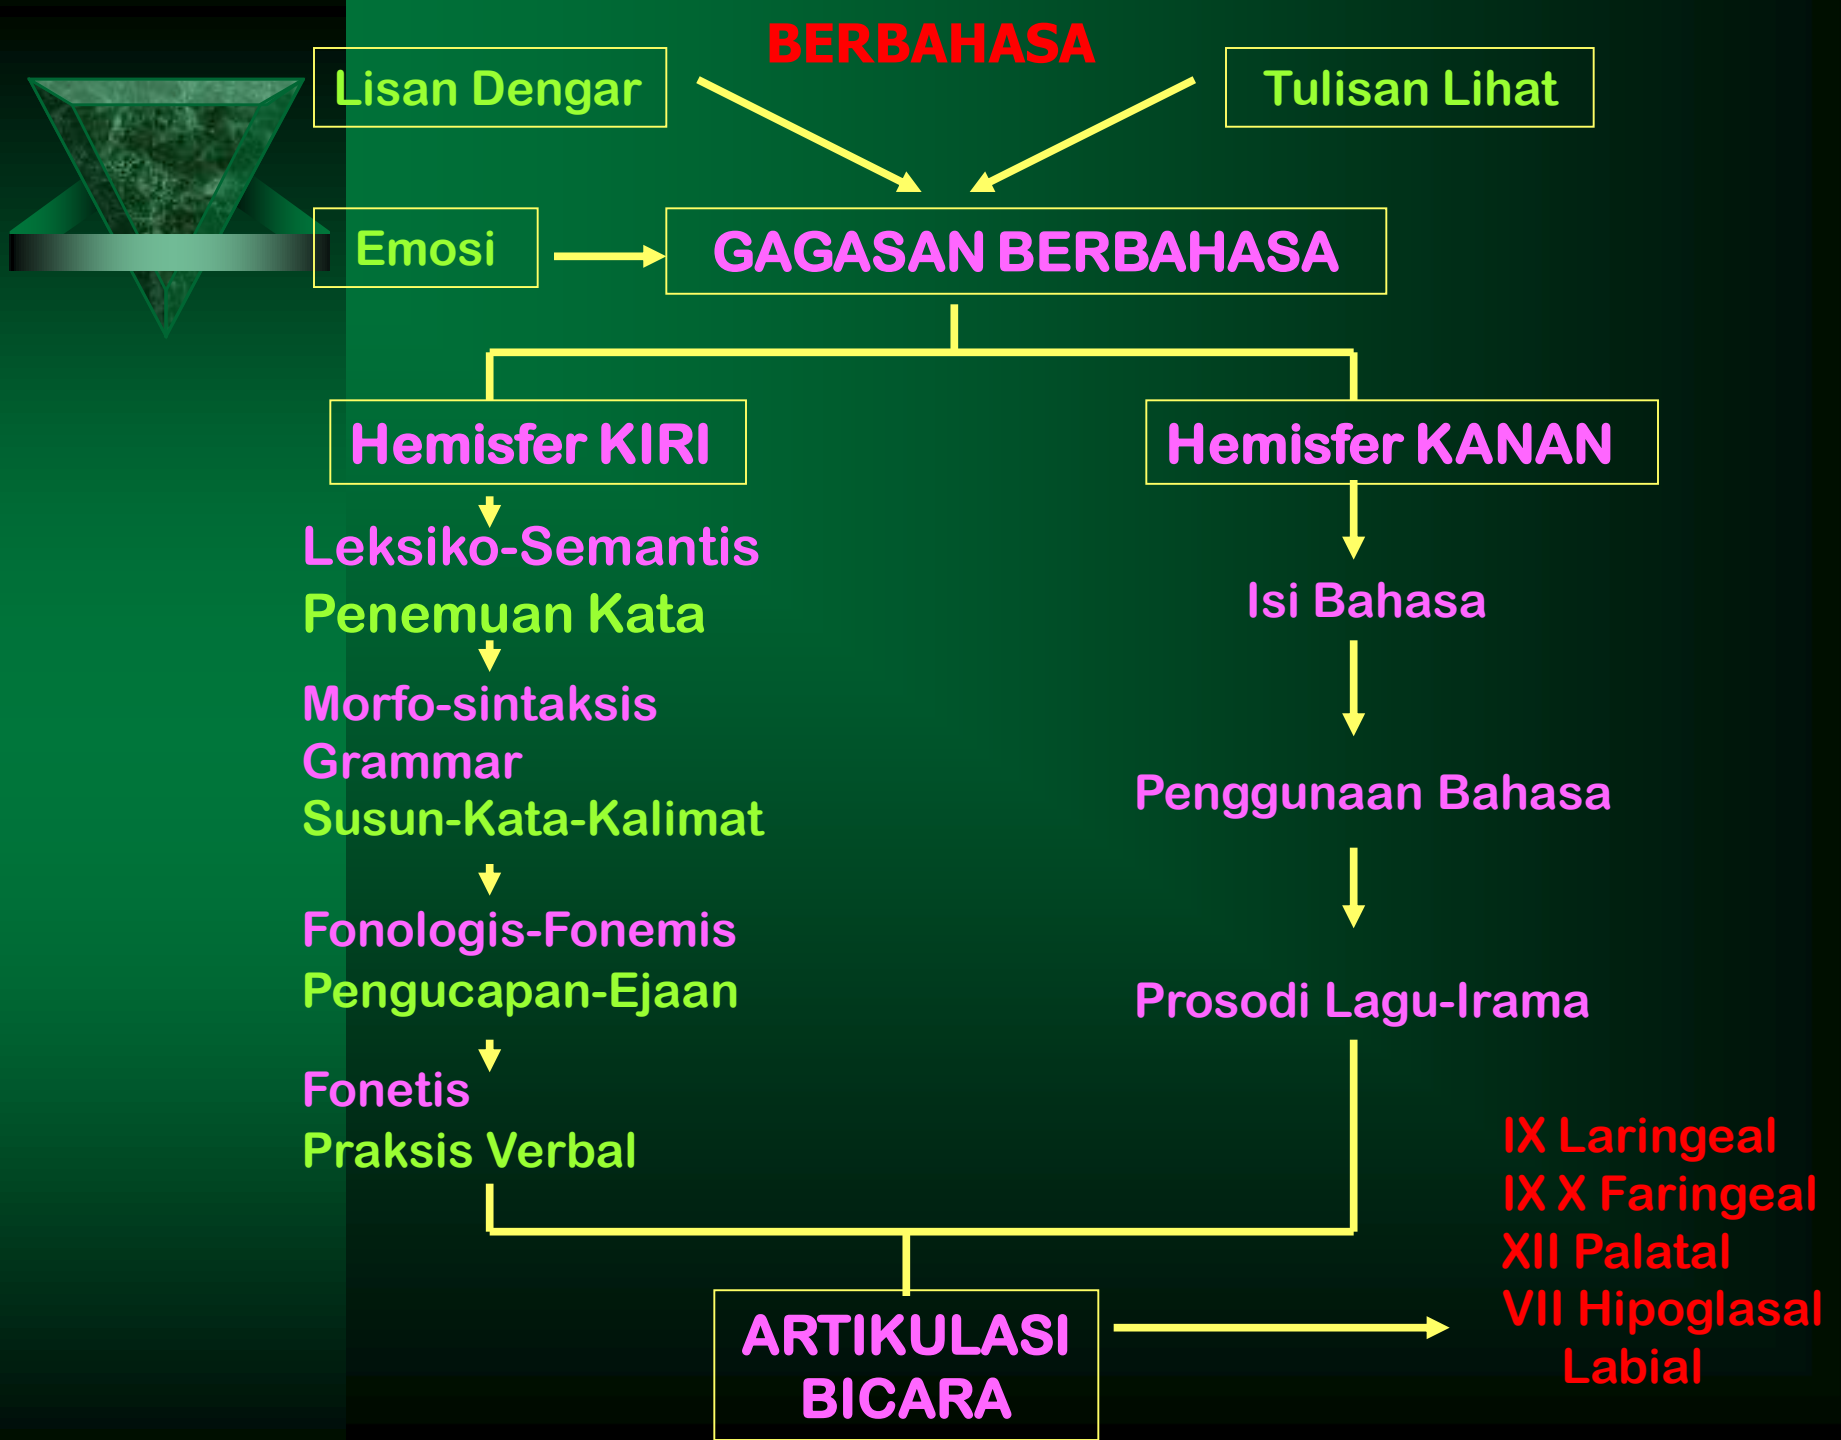 BERBAHASA
Lisan Dengar
Tulisan Lihat
Emosi
GAGASAN BERBAHASA
Hemisfer KIRI
Hemisfer KANAN
Leksiko-Semantis
Penemuan Kata
Morfo-sintaksis
Grammar
Susun-Kata-Kalimat
Fonologis-Fonemis
Pengucapan-Ejaan
Fonetis
Praksis Verbal
Isi Bahasa
Penggunaan Bahasa
Prosodi Lagu-Irama
ARTIKULASI
BICARA
IX Laringeal
IX X Faringeal
XII Palatal
VII Hipoglasal
Labial